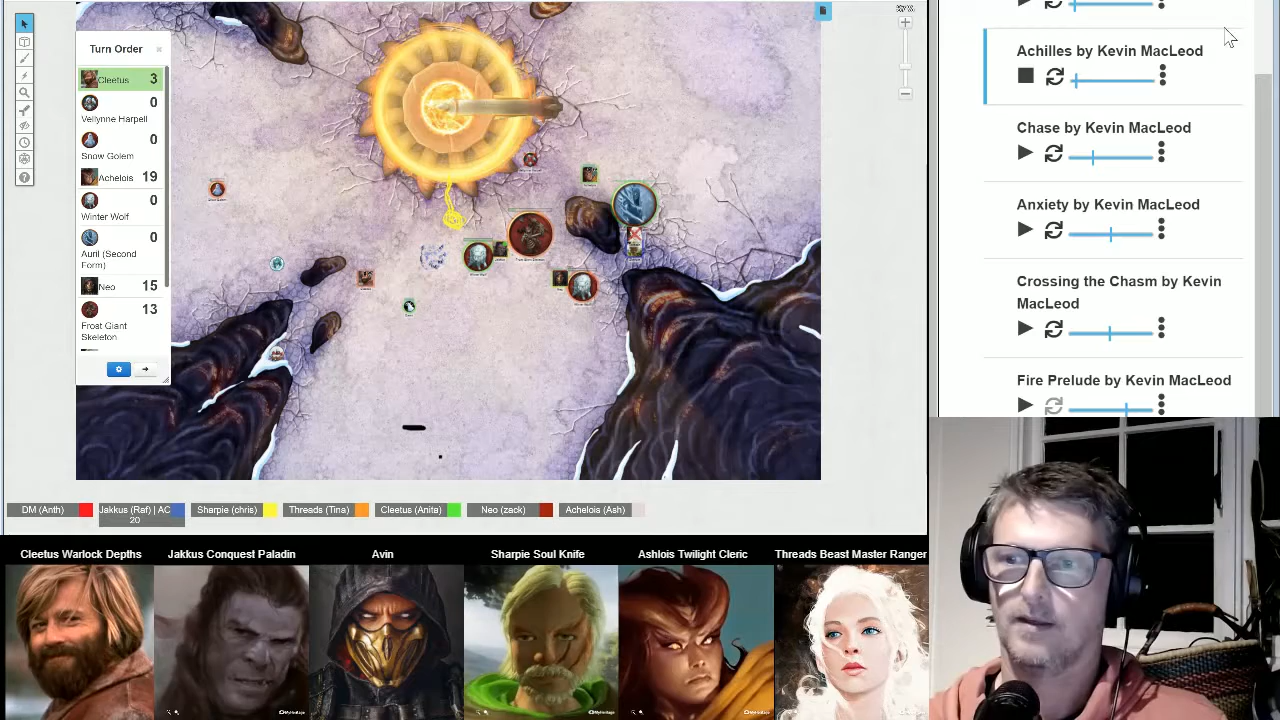 Turn Order
Cleetus 3
0
Vellynne Harpell
0
Snow Golem
Achelois 19
0
Winter Wolf
0
Auril (Second
Form)
Neo 15
13
Frost Giant
Skeleton
Achilles by Kevin MacLeod
Chase by Kevin MacLeod
Anxiety by Kevin MacLeod
Crossing the Chasm by Kevin
MacLeod
Fire Prelude by Kevin MacLeod
DM (Anth)
Jakkus (Raf) | AC
20
Sharpie (chris)
Threads (Tina)
Cleetus (Anita)
Neo (zack)
Achelois (Ash)
Cleetus Warlock Depths
Jakkus Conquest Paladin
Avin
Sharpie Soul Knife
Ashlois Twilight Cleric
Threads Beast Master Ranger
MyHeritage
MyHeritage
MyHeritage